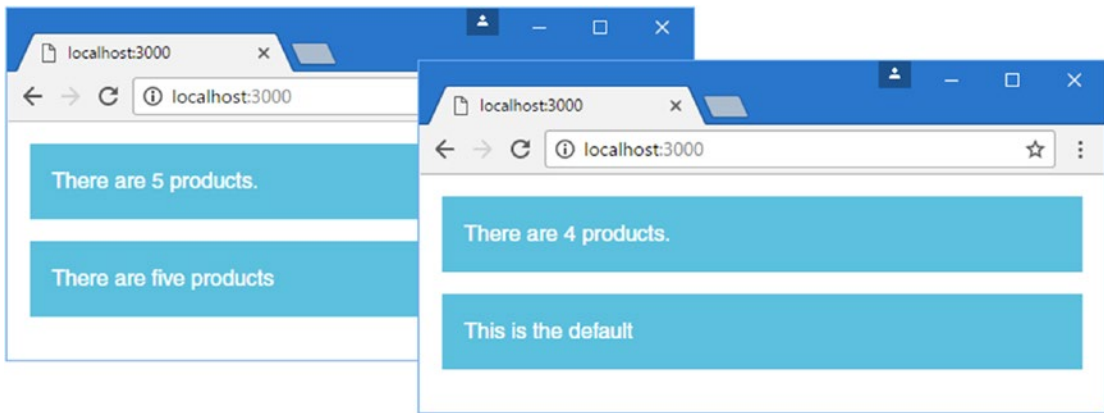 localhost:3000
localhost:3000
There are 5 products.
There are five products
localhost:3000
localhost:3000
There are 4 products.
This is the default